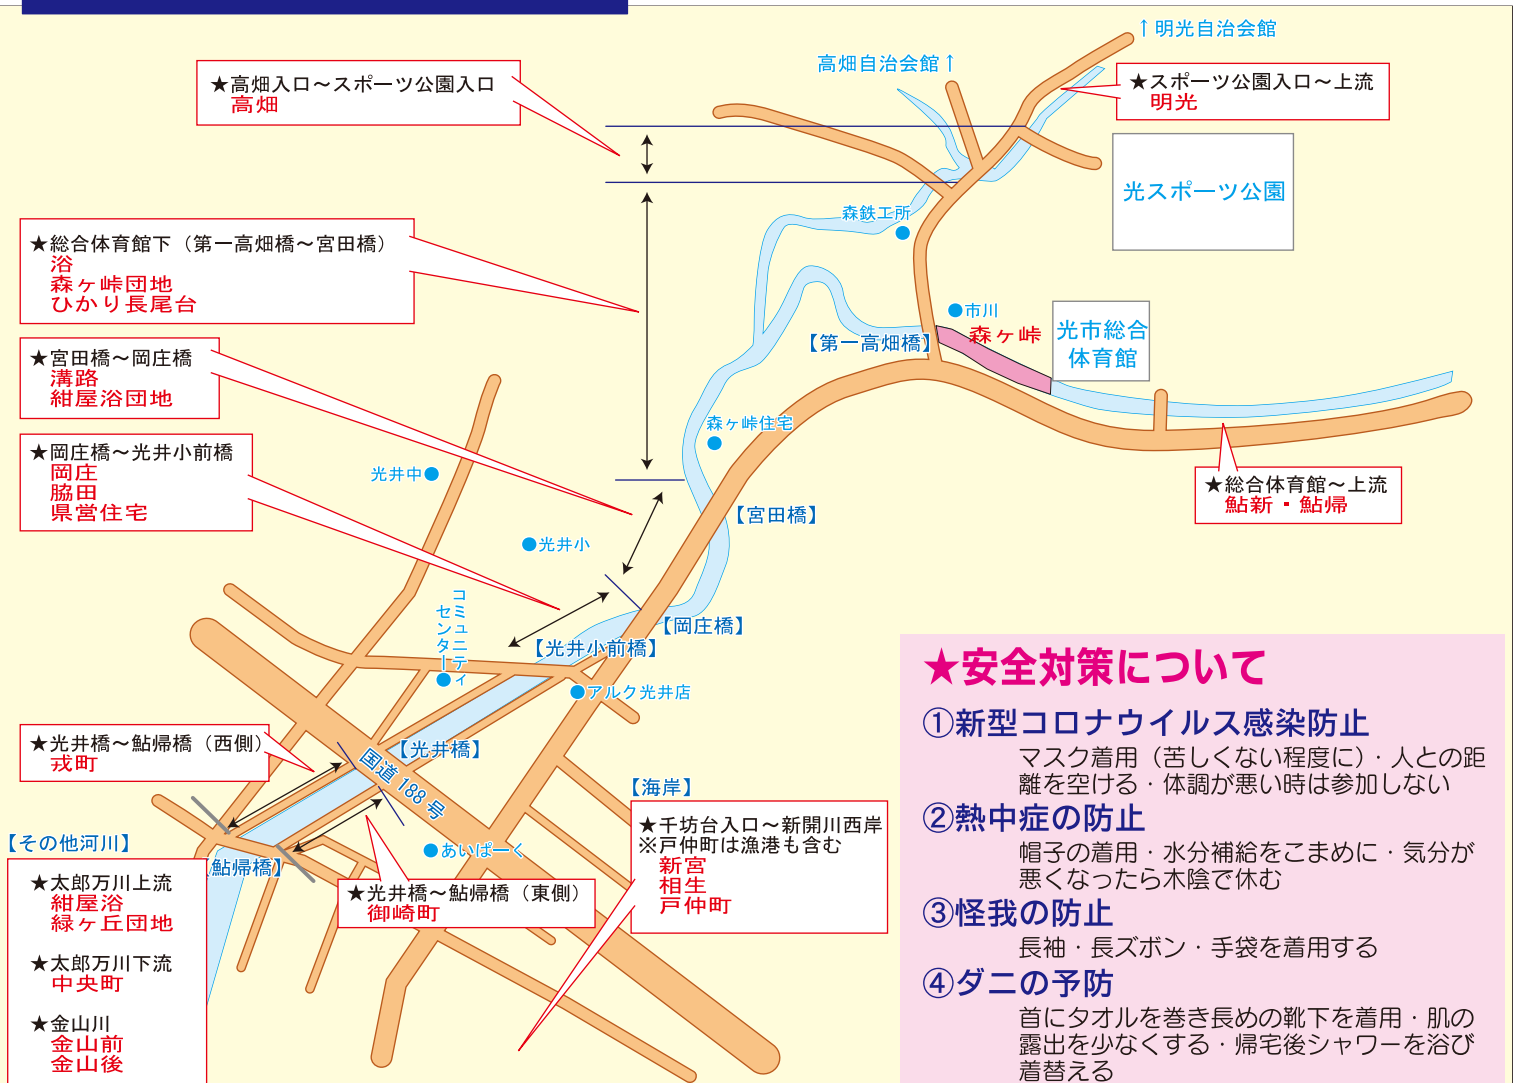 ↑明光自治会館
高畑自治会館↑
★高畑入口～スポーツ公園入口
高畑
★スポーツ公園入口～上流
明光
光スポーツ公園
森鉄工所
★総合体育館下（第一高畑橋～宮田橋）
浴
森ヶ峠団地
ひかり長尾台
市川
森ヶ峠
【第一高畑橋】
光市総合
体育館
★宮田橋～岡庄橋
溝路
紺屋浴団地
森ヶ峠住宅
★岡庄橋～光井小前橋
岡庄
脇田
県営住宅
光井中
★総合体育館～上流
鮎新・鮎帰
【宮田橋】
光井小
コミュニティ
センター
【岡庄橋】
【光井小前橋】
アルク光井店
★光井橋～鮎帰橋（西側）
戎町
【光井橋】
国道188号
【海岸】
★千坊台入口～新開川西岸
※戸仲町は漁港も含む
新宮
相生
戸仲町
あいぱーく
【その他河川】
【鮎帰橋】
★光井橋～鮎帰橋（東側）
御崎町
★太郎万川上流
紺屋浴
緑ヶ丘団地
★太郎万川下流
中央町
★金山川
金山前
金山後
★安全対策について
①新型コロナウイルス感染防止
マスク着用（苦しくない程度に）・人との距
離を空ける・体調が悪い時は参加しない
②熱中症の防止
帽子の着用・水分補給をこまめに・気分が
悪くなったら木陰で休む
③怪我の防止
長袖・長ズボン・手袋を着用する
④ダニの予防
首にタオルを巻き長めの靴下を着用・肌の
露出を少なくする・帰宅後シャワーを浴び
着替える